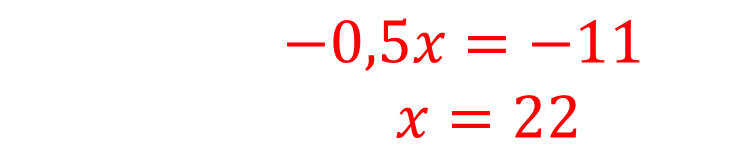 −0,5x = −11
x = 22